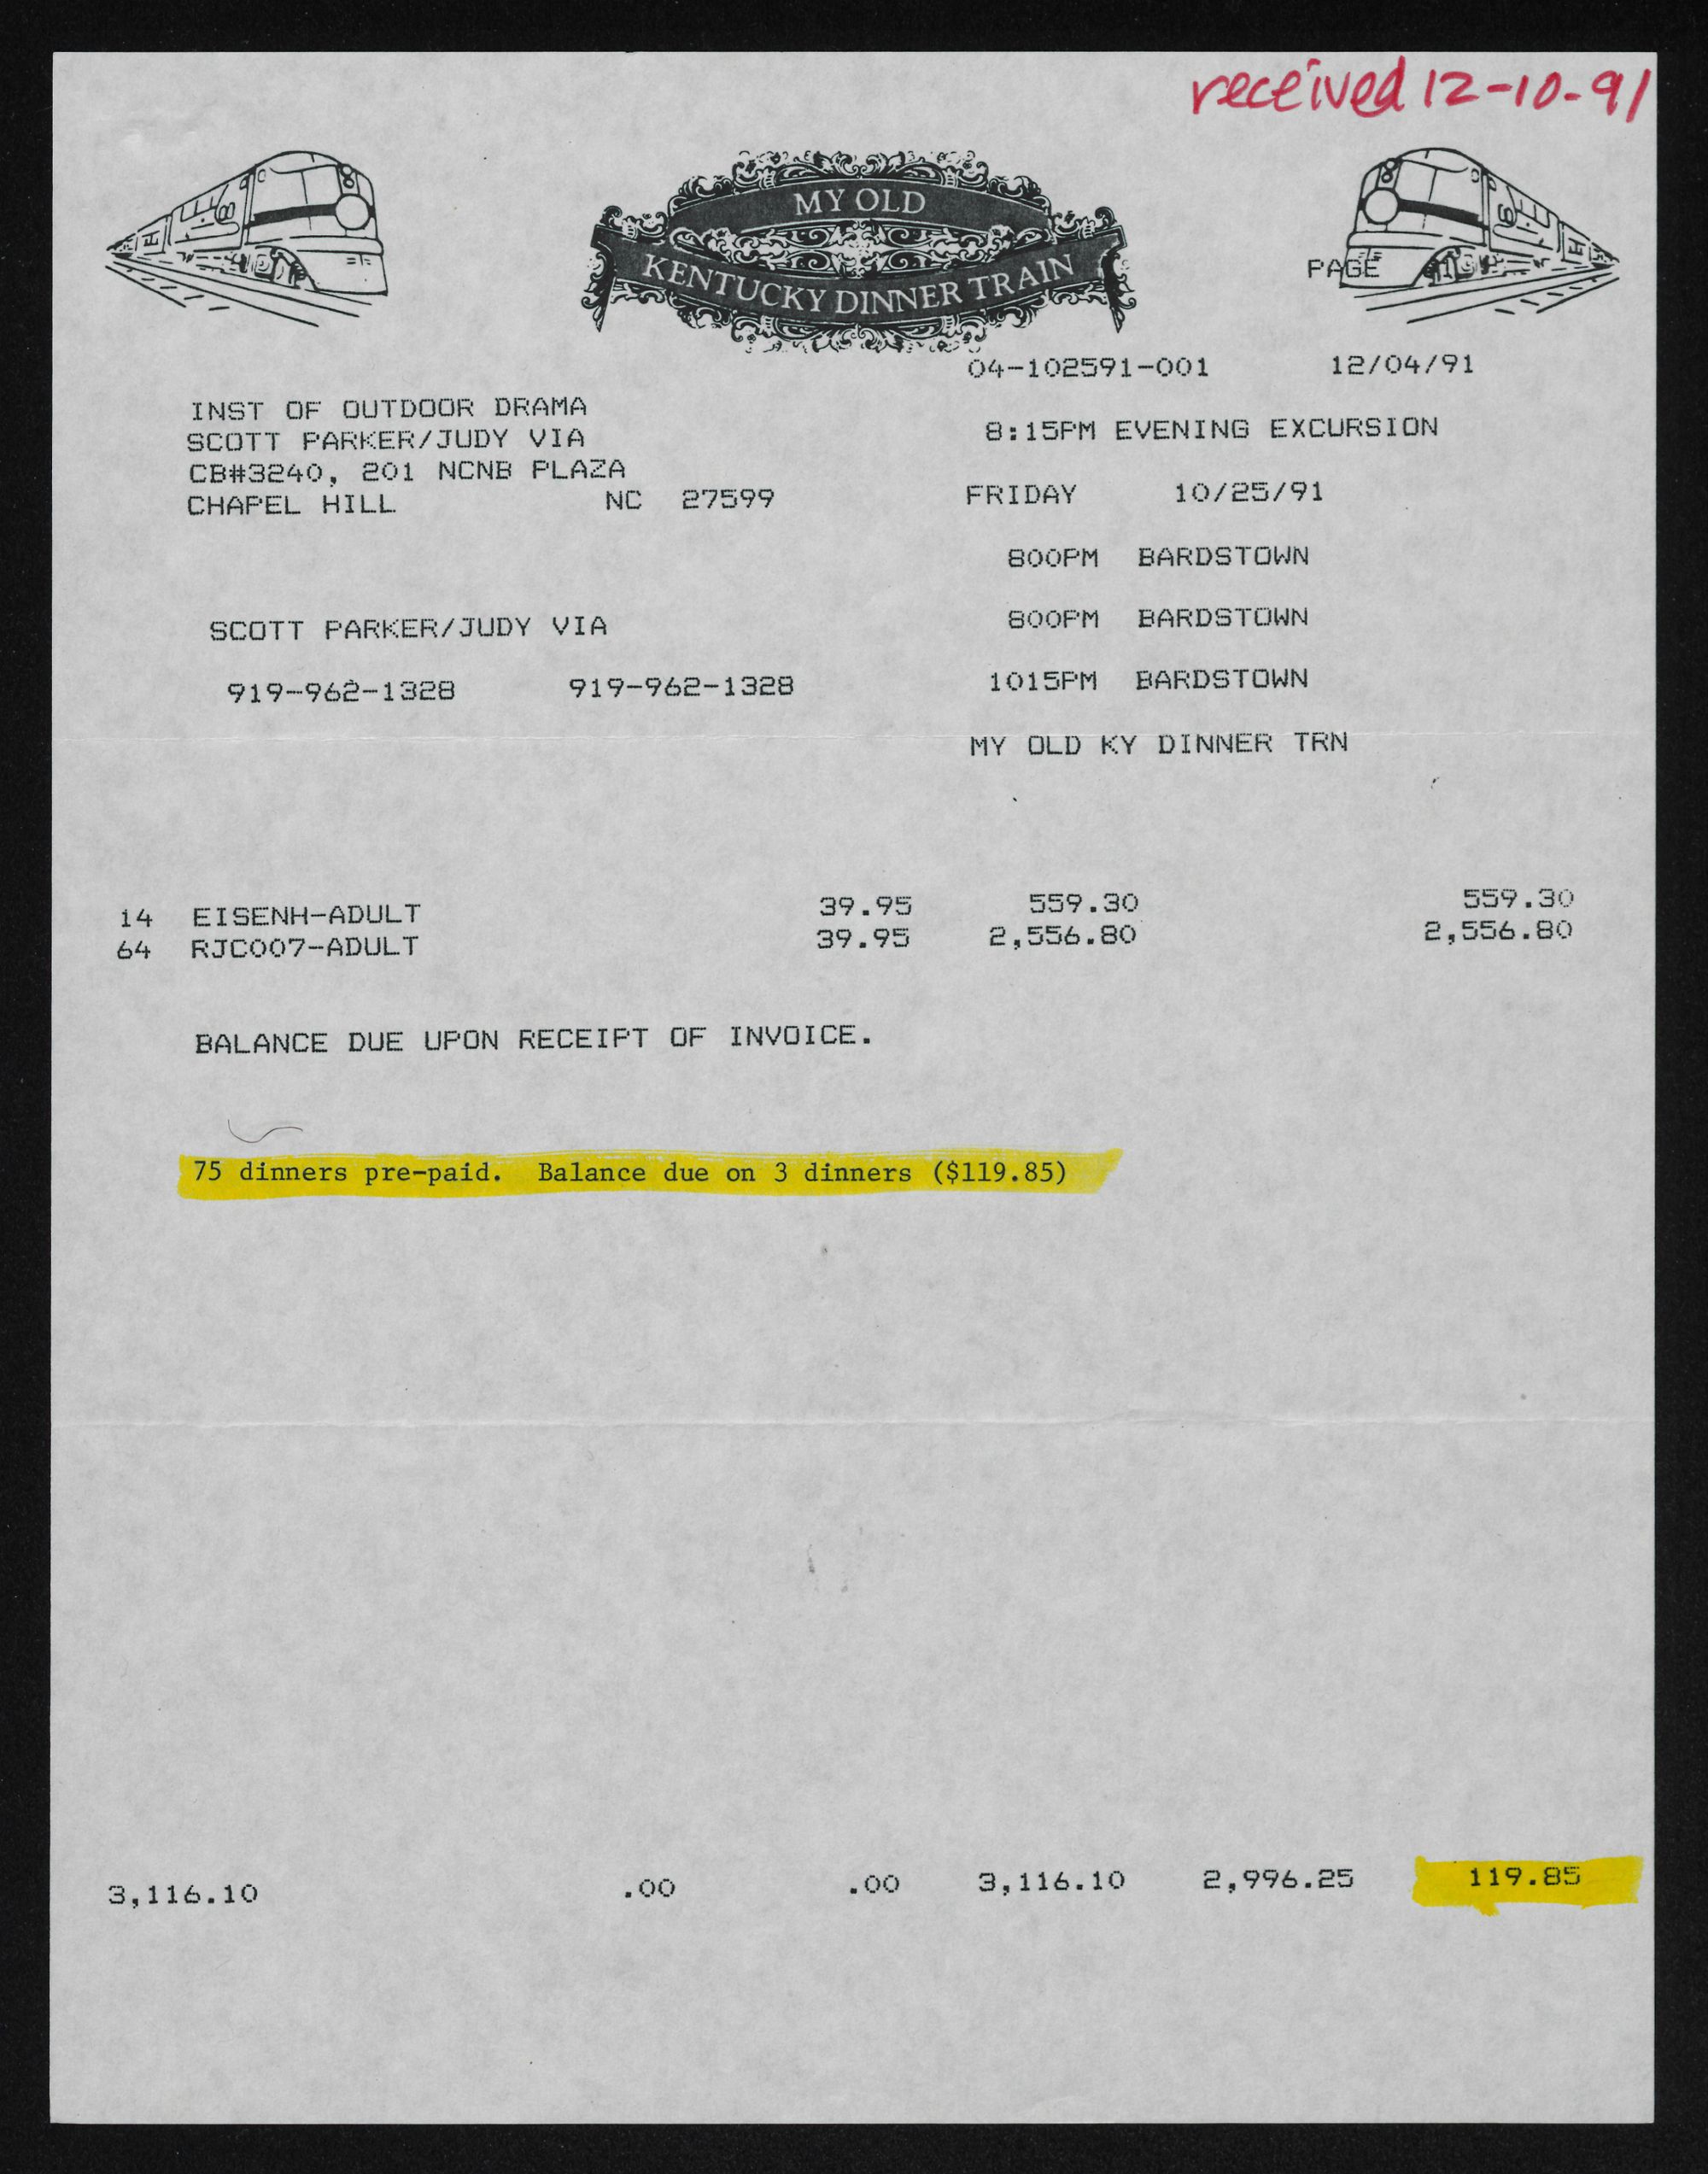 received 12-10-91
MY OLD
KENTUCKY DINNER TRAIN
PAGE 1
04-102591-001 12/04/91
INST OF OUTDOOR DRAMA
SCOTT PARKER/JUDY VIA
CB#3240, 201 NCNB PLAZA
CHAPEL HILL NC 27599
8:15PM EVENING EXCURSION
FRIDAY 10/25/91
800PM BARDSTOWN
SCOTT PARKER/JUDY VIA
800PM BARDSTOWN
919-962-1328 919-962-1328
1015PM BARDSTOWN
MY OLD KY DINNER TRN
14 EISENH-ADULT 39.95 559.30 559.30
64 RJC007-ADULT 39.95 2,556.80 2,556.80
BALANCE DUE UPON RECEIPT OF INVOICE.
75 dinners pre-paid. Balance due on 3 dinners ($119.85)
3,116.10 .00 .00 3,116.10 2,996.25 119.85